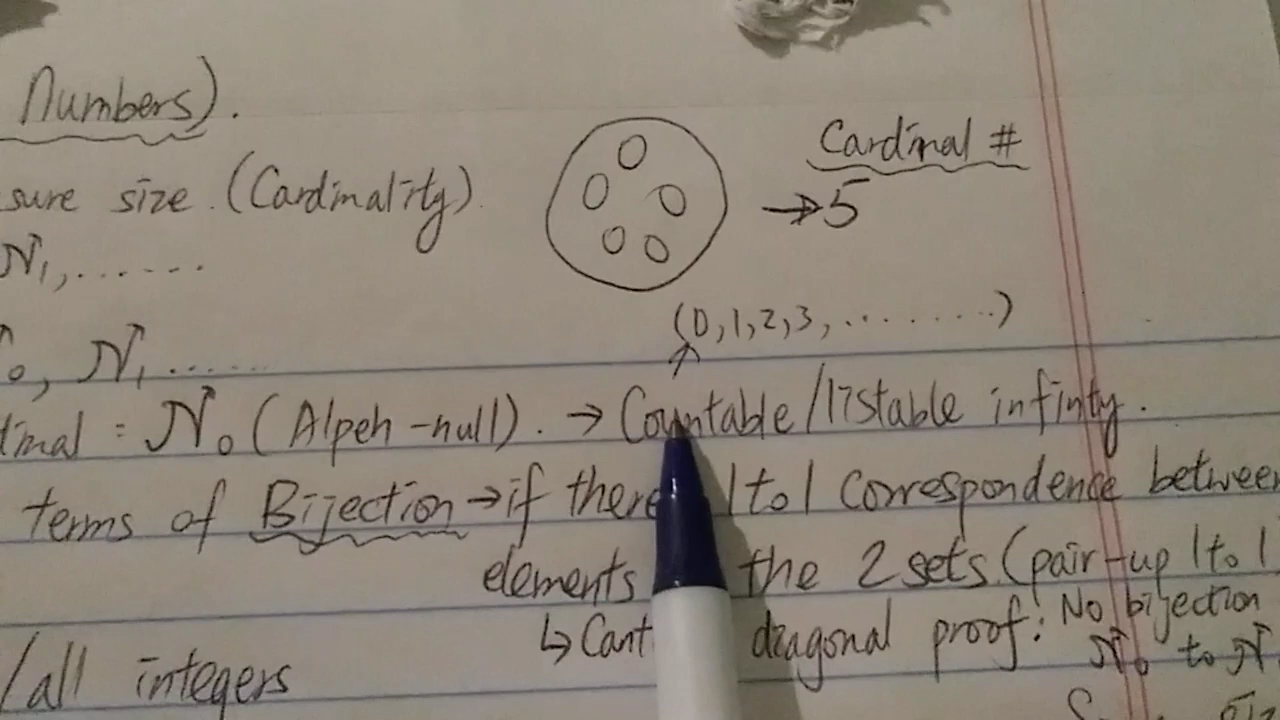 Numbers).
Cardinal #
sure size. (Cardinality).
→5
ℵ₁, .......
(0,1,2,3, .........)
₀, ℵ₁ ......
= ℵ₀ (Alpeh-null). → Countable/listable infinty.
terms of Bijection → if there 1 to 1 correspondence between
elements the 2 sets. (pair-up 1 to 1
↳ Cant diagonal proof: No bijection
ℵ₀ to ℵ
/all integers